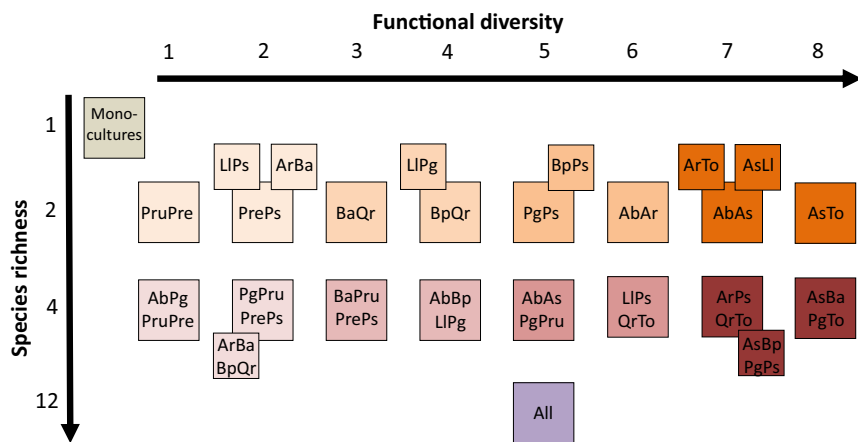 Functional diversity
1 2 3 4 5 6 7 8
Species richness
1
Mono-
cultures
LlPs ArBa LlPg BpPs ArTo AsLl
2
PruPre PrePs BaQr BpQr PgPs AbAr AbAs AsTo
4
AbPg PgPru BaPru AbBp AbAs LlPs ArPs AsBa
PruPre PrePs PrePs LlPg PgPru QrTo QrTo PgTo
ArBa AsBp
BpQr PgPs
12
All